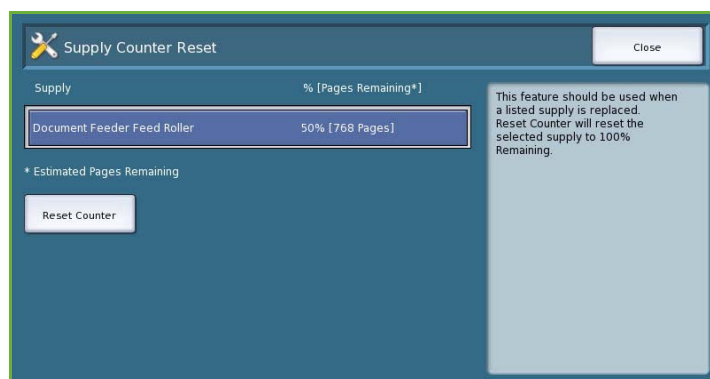 Supply Counter Reset
Close
Supply % [Pages Remaining*]
Document Feeder Feed Roller 50% [768 Pages]
* Estimated Pages Remaining
Reset Counter
This feature should be used when
a listed supply is replaced.
Reset Counter will reset the
selected supply to 100%
Remaining.